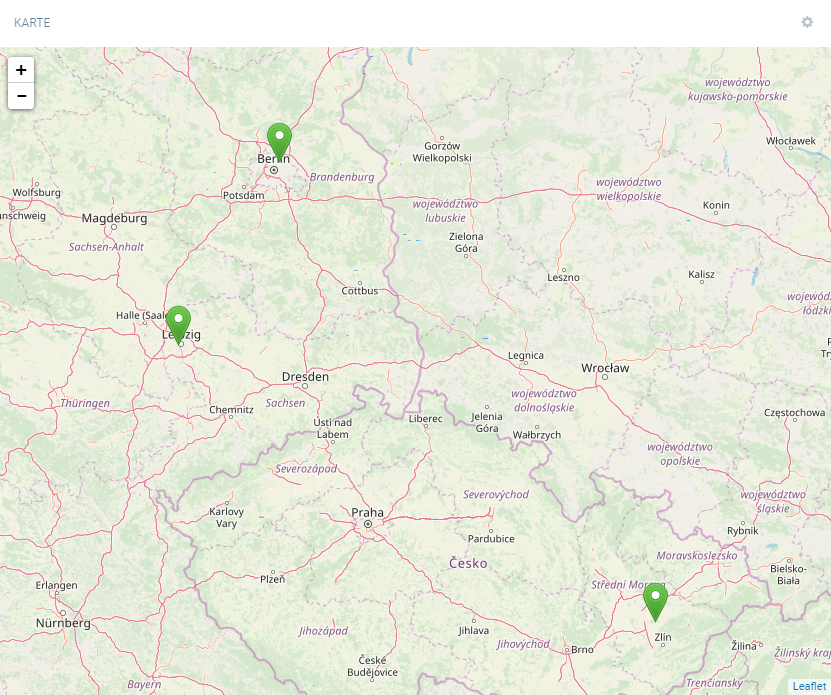 KARTE
+
−
województwo
kujawsko-pomorskie
Włocławek
Gorzów
Wielkopolski
Berlin
Brandenburg
Wolfsburg
Potsdam
województwo
wielkopolskie
Konin
Magdeburg
województwo
lubuskie
Sachsen-Anhalt
Zielona
Góra
Leszno
Kalisz
Cottbus
Halle (Saale)
Leipzig
Legnica
Wrocław
Dresden
Thüringen
Sachsen
Chemnitz
województwo
dolnośląskie
Ústí nad
Labem
Liberec
Jelenia
Góra
Wałbrzych
Częstochowa
województwo
opolskie
Severozápad
Severovýchod
województwo
śląskie
Karlovy
Vary
Praha
Pardubice
Rybnik
Moravskoslezsko
Česko
Bielsko-
Biała
Plzeň
Erlangen
Střední Morava
Nürnberg
Jihozápad
Jihlava
Jihovýchod
Brno
Zlín
Žilina
Žilinský kraj
České
Budějovice
Bayern
Trenčiansky
Leaflet